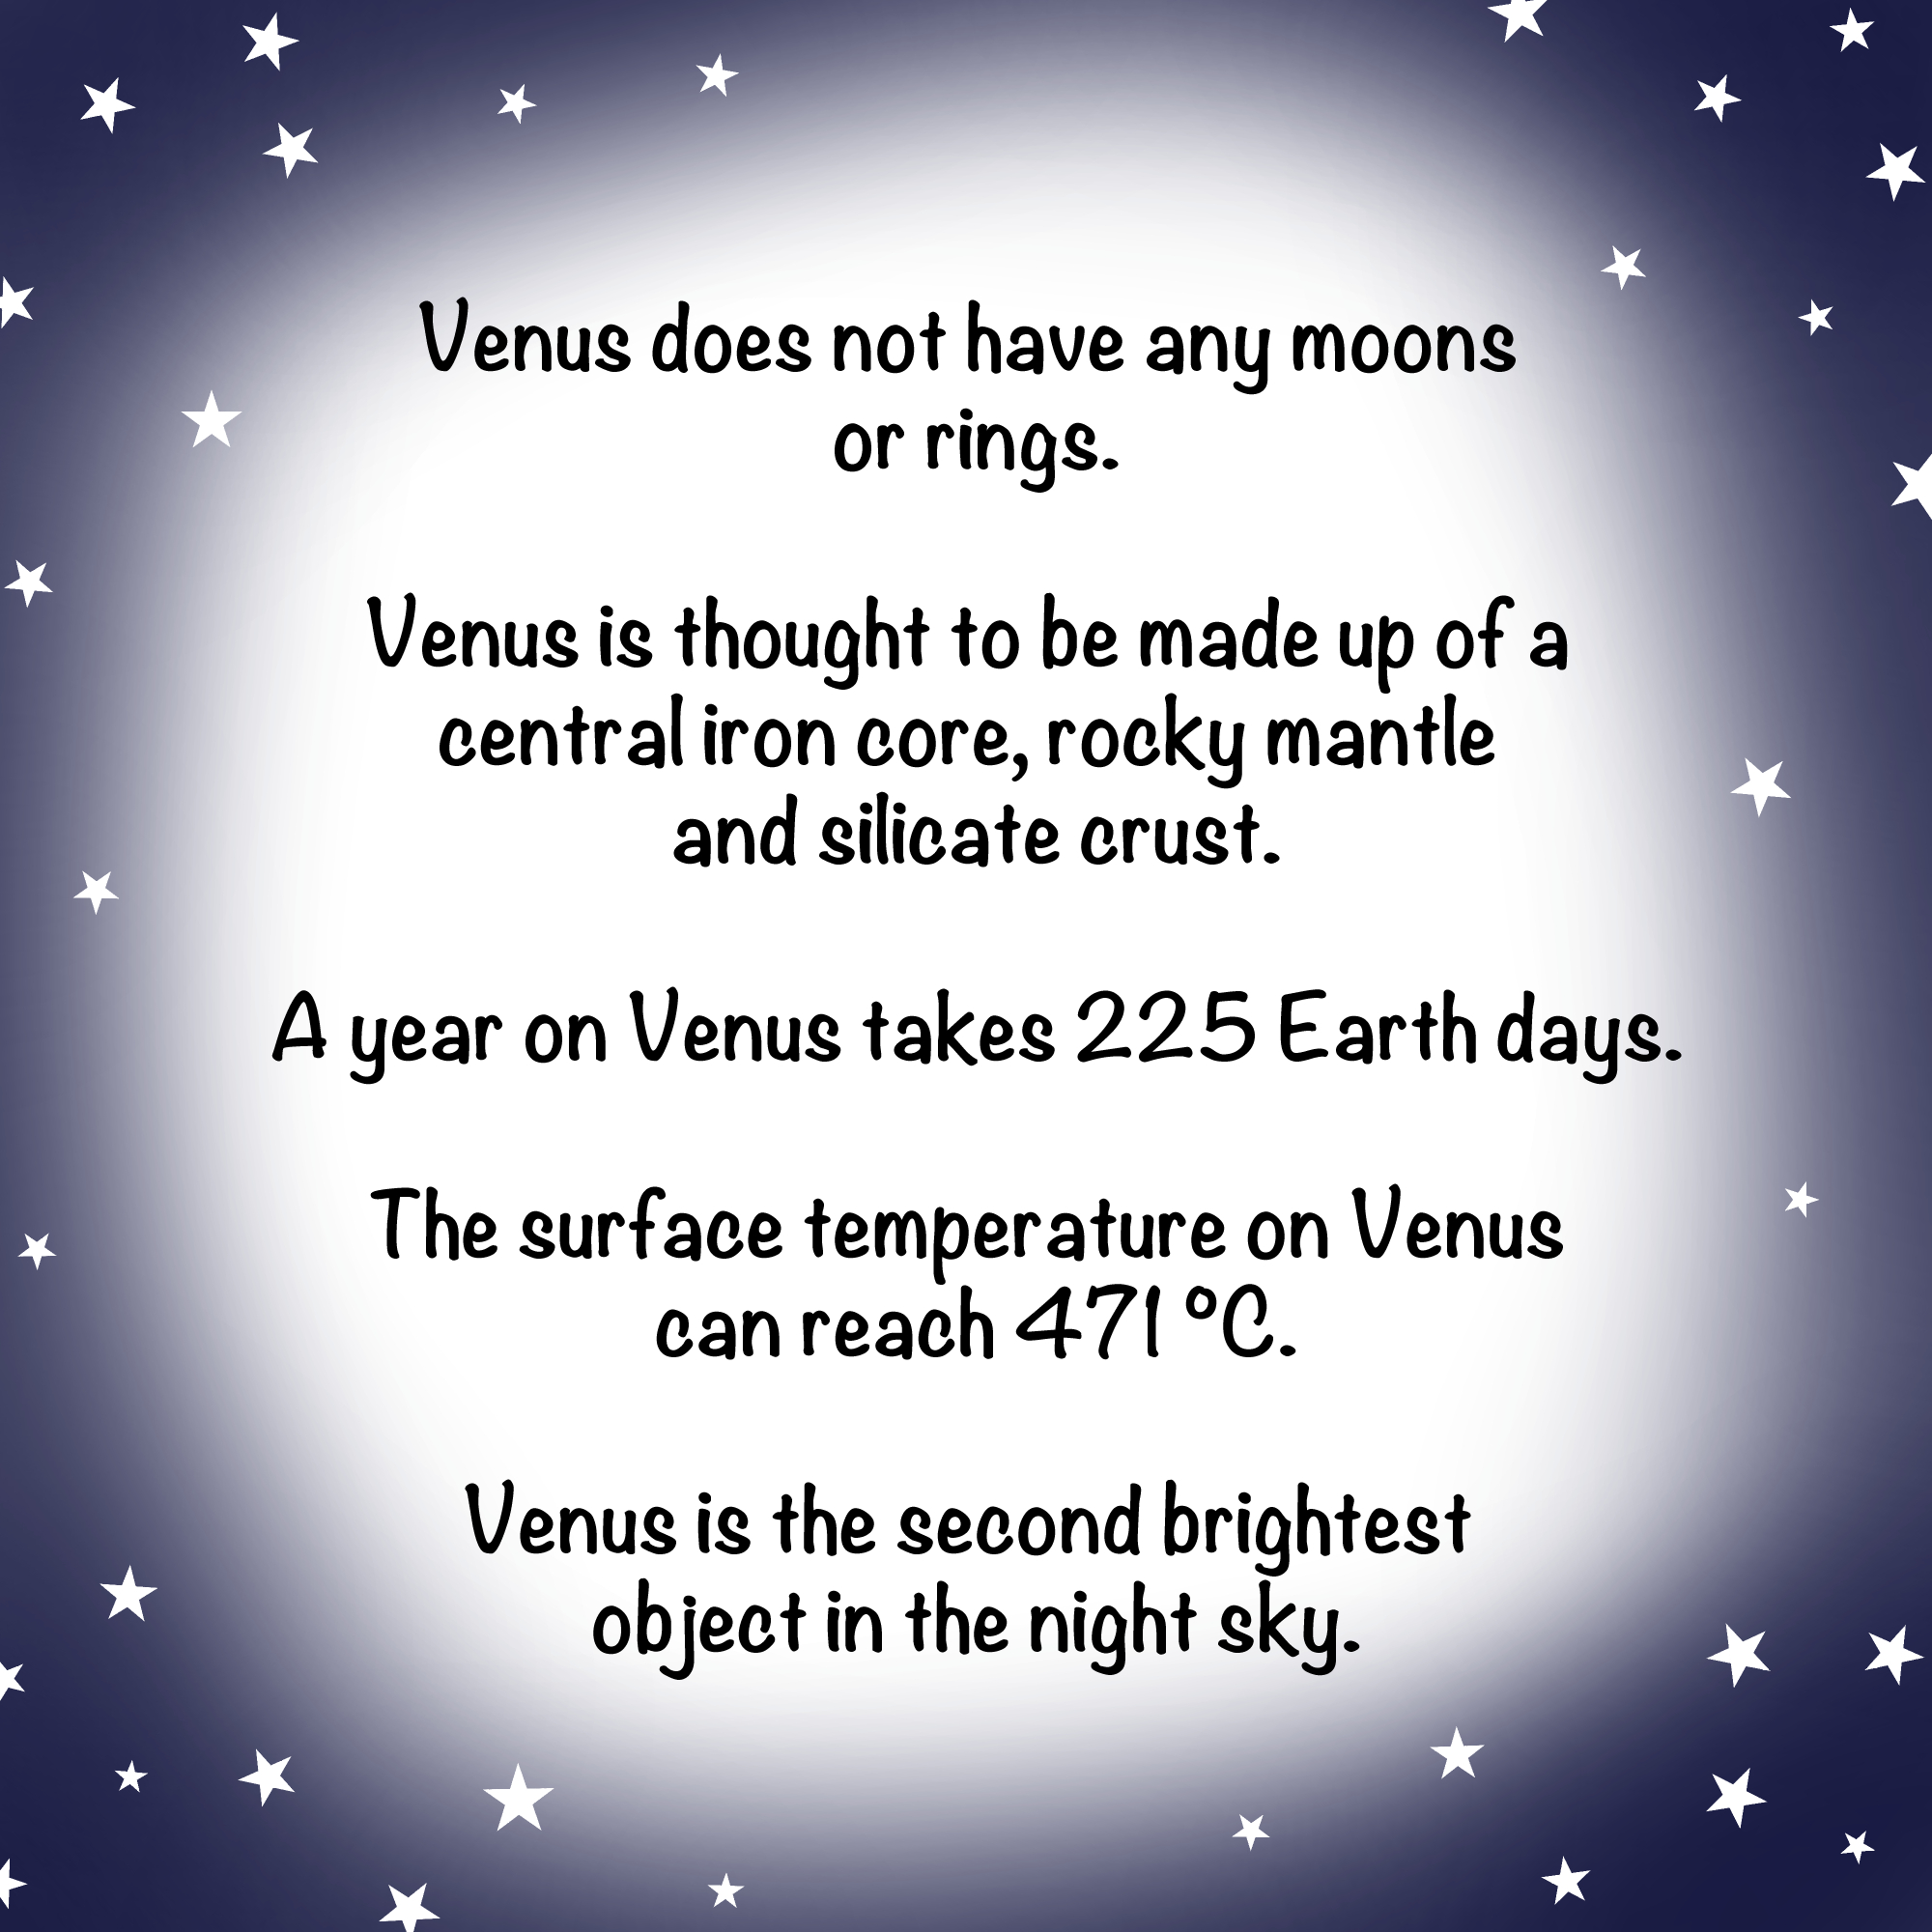 Venus does not have any moons
or rings.
Venus is thought to be made up of a
central iron core, rocky mantle
and silicate crust.
A year on Venus takes 225 Earth days.
The surface temperature on Venus
can reach 471 °C.
Venus is the second brightest
object in the night sky.